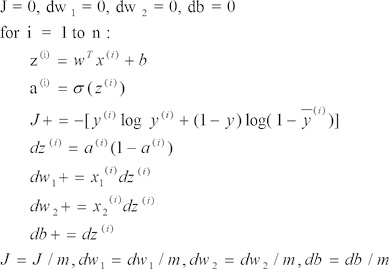 J = 0, dw₁ = 0, dw₂ = 0, db = 0
for i = 1 to n :
z⁽ⁱ⁾ = wᵀx⁽ⁱ⁾ + b
a⁽ⁱ⁾ = σ(z⁽ⁱ⁾)
J += −[y⁽ⁱ⁾ log y⁽ⁱ⁾ + (1 − y) log( 1 − y̅⁽ⁱ⁾)]
dz⁽ⁱ⁾ = a⁽ⁱ⁾(1 − a⁽ⁱ⁾)
dw₁ += x₁⁽ⁱ⁾dz⁽ⁱ⁾
dw₂ += x₂⁽ⁱ⁾dz⁽ⁱ⁾
db += dz⁽ⁱ⁾
J = J / m, dw₁ = dw₁ / m, dw₂ = dw₂ / m, db = db / m